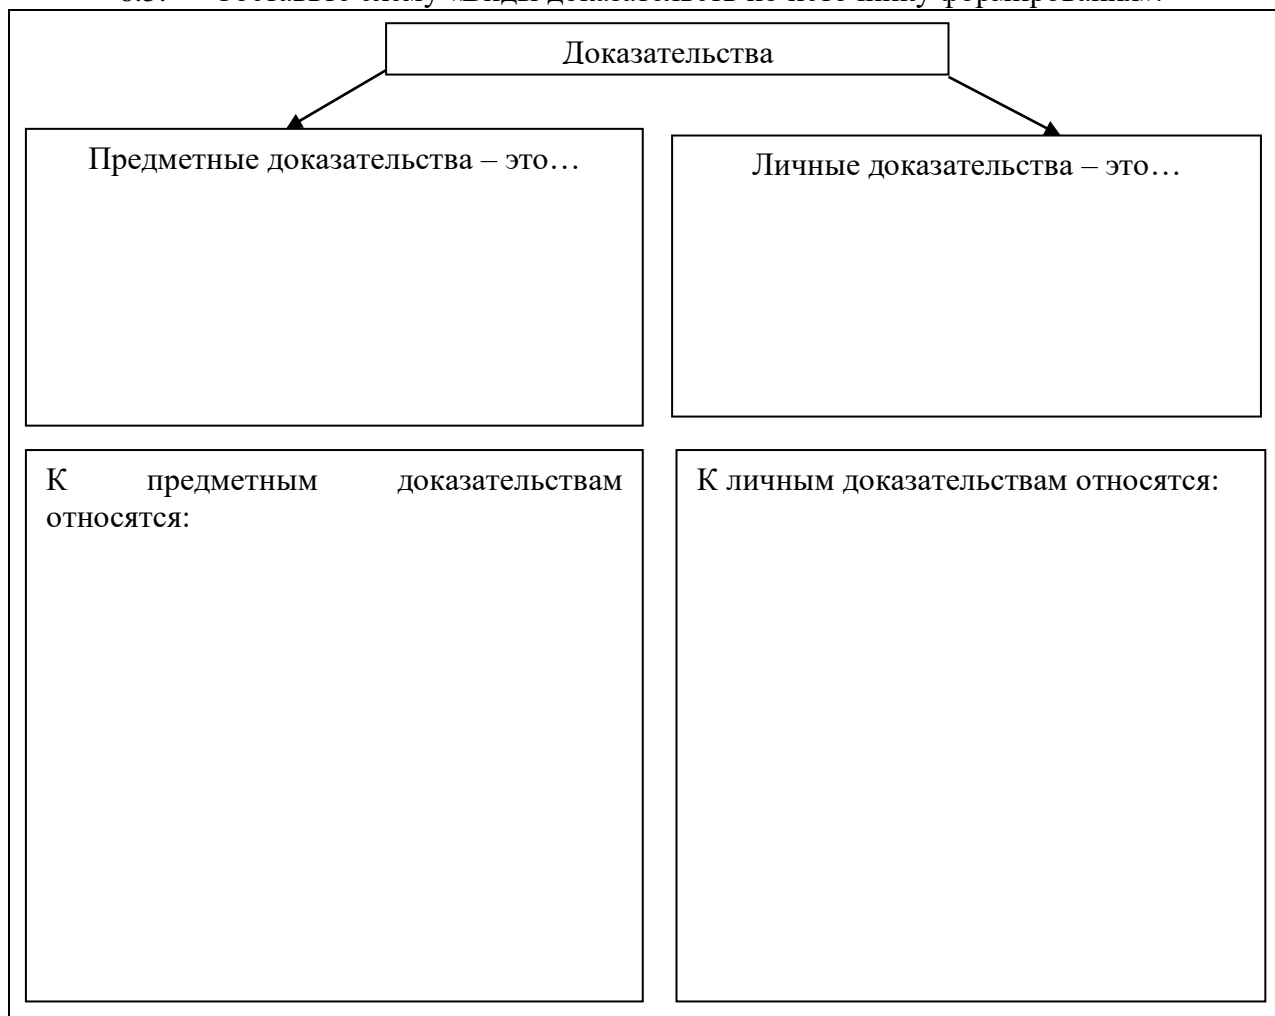 Доказательства
Предметные доказательства – это…
Личные доказательства – это…
К предметным доказательствам
относятся:
К личным доказательствам относятся: